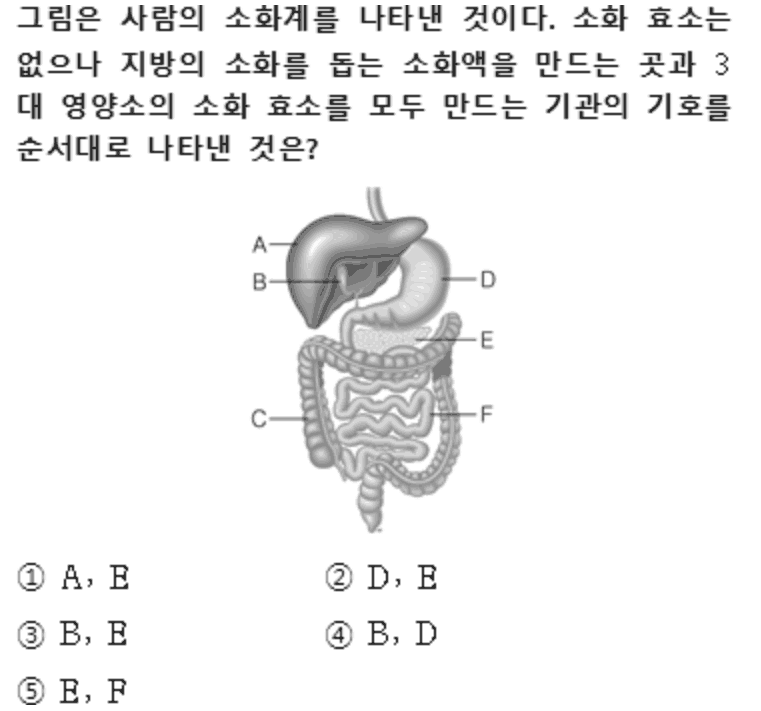 그림은 사람의 소화계를 나타낸 것이다. 소화 효소는
없으나 지방의 소화를 돕는 소화액을 만드는 곳과 3
대 영양소의 소화 효소를 모두 만드는 기관의 기호를
순서대로 나타낸 것은?
A
B
D
E
C
F
① A, E
② D, E
③ B, E
④ B, D
⑤ E, F